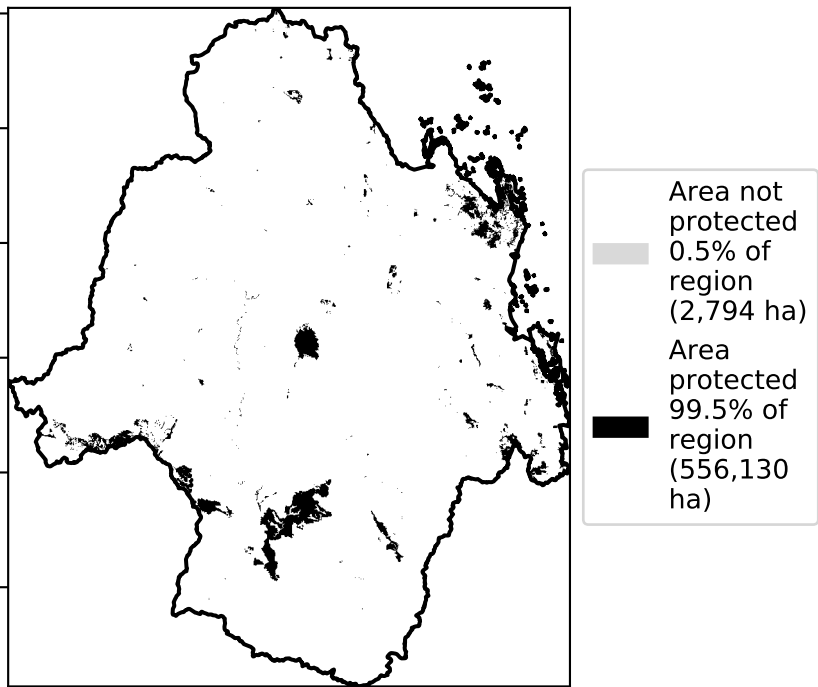 Area not
protected
0.5% of
region
(2,794 ha)
Area
protected
99.5% of
region
(556,130
ha)